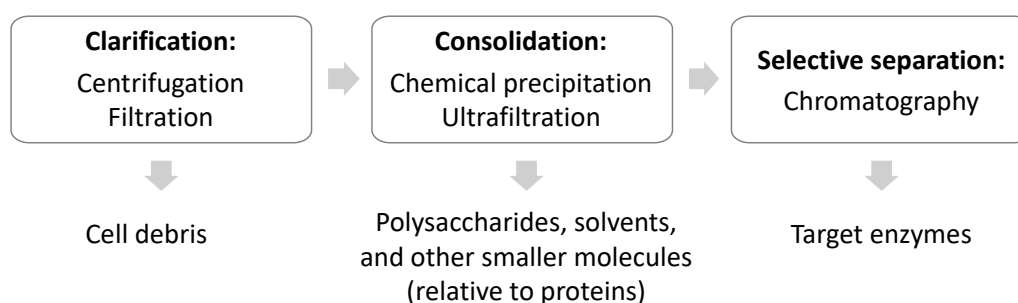 Clarification:
Centrifugation
Filtration
Consolidation:
Chemical precipitation
Ultrafiltration
Selective separation:
Chromatography
Cell debris
Polysaccharides, solvents,
and other smaller molecules
(relative to proteins)
Target enzymes